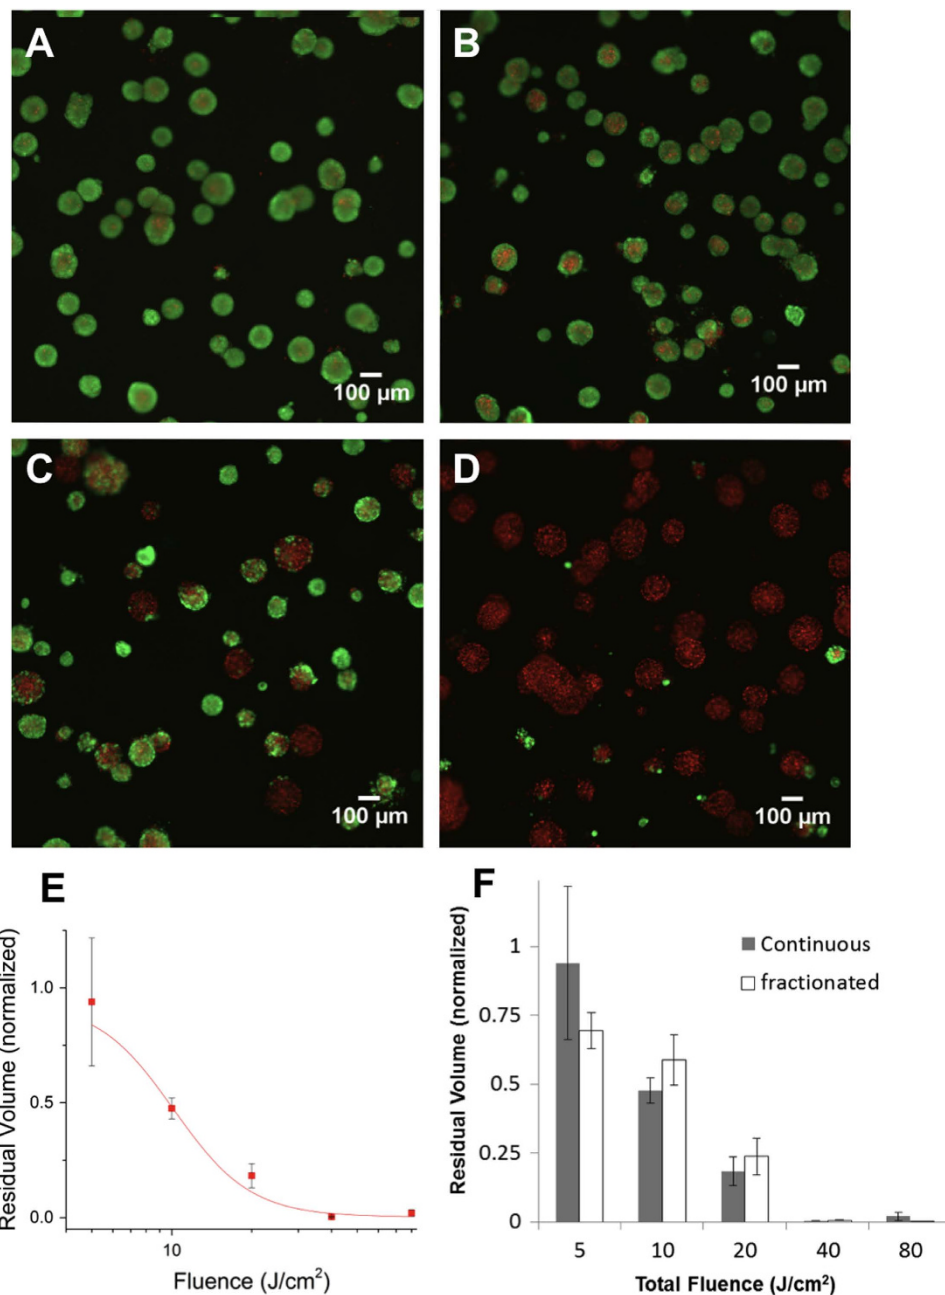 A
B
100 µm
100 µm
C
D
100 µm
100 µm
E
Residual Volume (normalized)
1.0
0.5
0.0
10
Fluence (J/cm²)
F
Residual Volume (normalized)
1
0.75
0.5
0.25
0
Continuous
fractionated
5 10 20 40 80
Total Fluence (J/cm²)